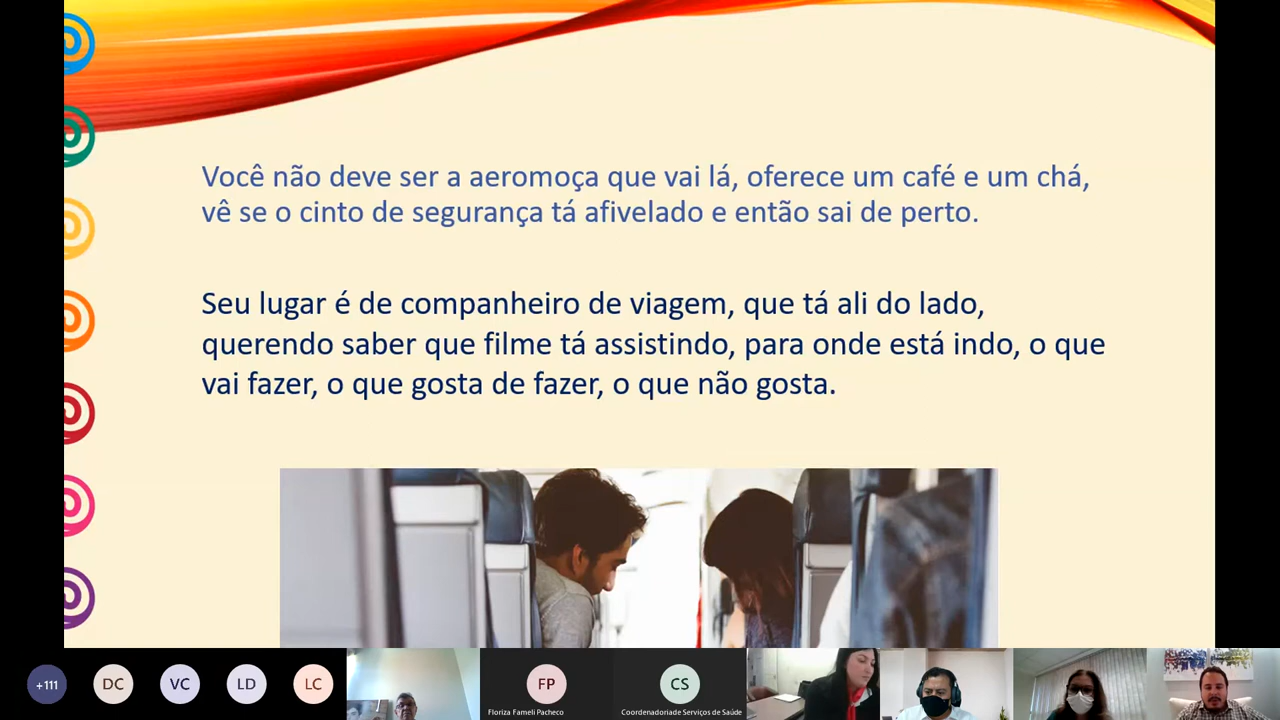 Você não deve ser a aeromoça que vai lá, oferece um café e um chá,
vê se o cinto de segurança tá afivelado e então sai de perto.
Seu lugar é de companheiro de viagem, que tá ali do lado,
querendo saber que filme tá assistindo, para onde está indo, o que
vai fazer, o que gosta de fazer, o que não gosta.
+111
DC
VC
LD
LC
FP
CS
Floriza Fameli Pacheco
Coordenadoriade Serviços de Saúde